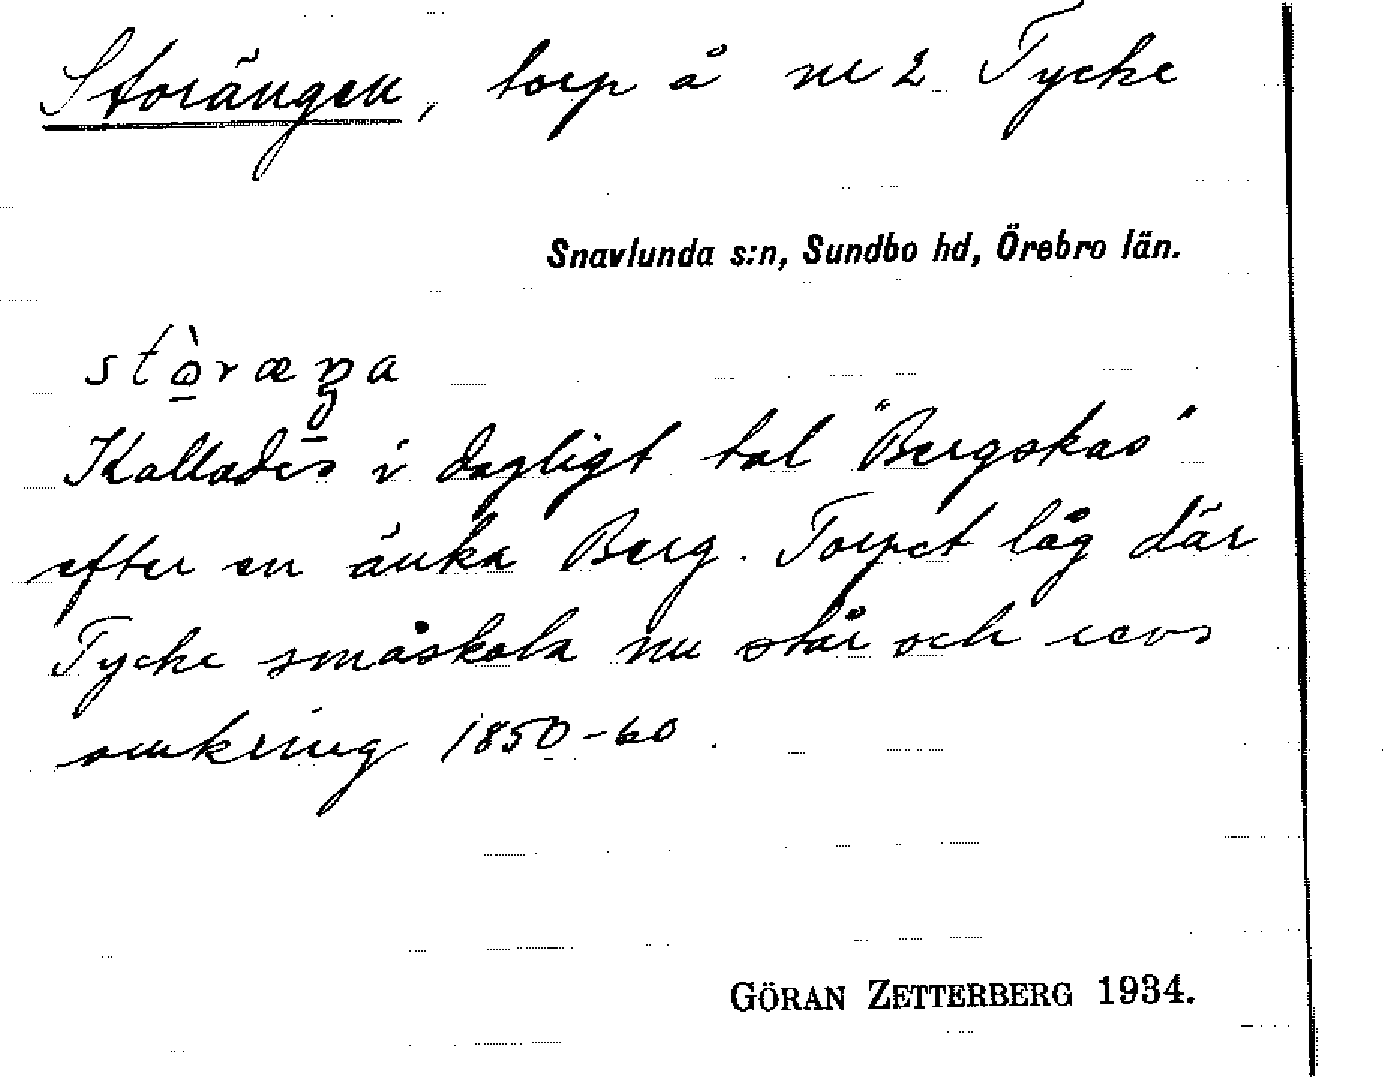 Storängen, torp å nr 2 Tycke
Snavlunda s:n, Sundbo hd, Örebro län.
stò̱ræŋa
Kallades i dagligt tal "Bergskas"
efter en änka Berg. Torpet låg där
Tycke småskola nu står och revs
omkring 1850-60.
GÖRAN ZETTERBERG 1934.